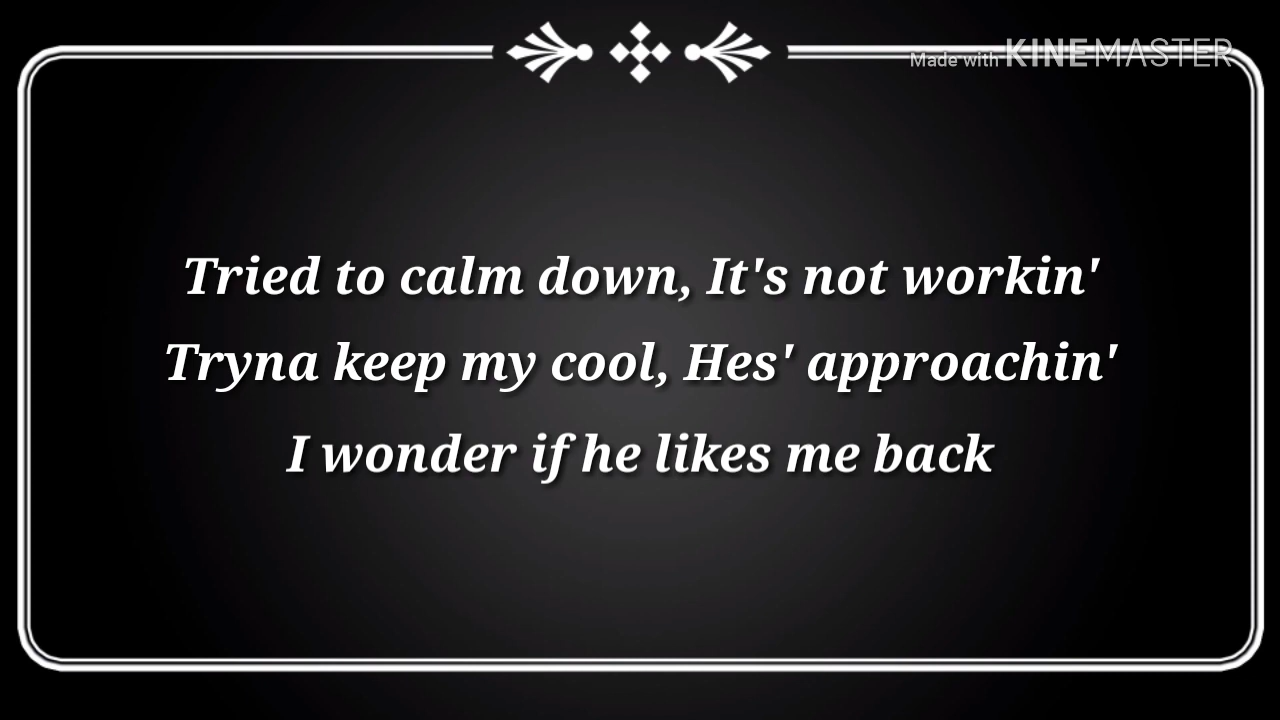 Made with KINEMASTER
Tried to calm down, It's not workin'
Tryna keep my cool, Hes' approachin'
I wonder if he likes me back